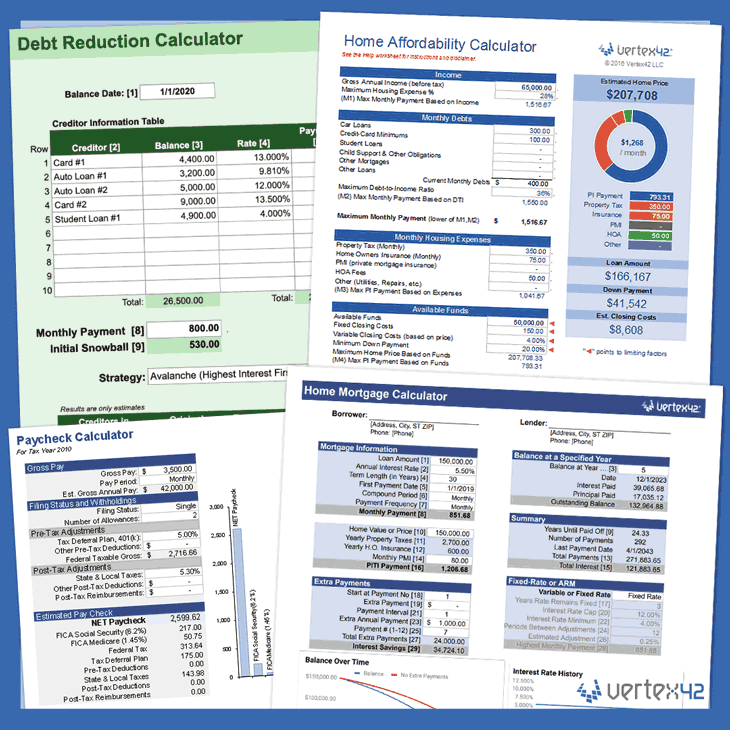 Debt Reduction Calculator
Balance Date: [1] 1/1/2020
Creditor Information Table
Row Creditor [2] Balance [3] Rate [4]
1 Card #1 4,400.00 13.000%
2 Auto Loan #1 3,200.00 9.810%
3 Auto Loan #2 5,000.00 12.000%
4 Card #2 9,000.00 13.500%
5 Student Loan #1 4,900.00 4.000%
6
7
8
9
10
Total: 26,500.00 Total:
Monthly Payment [8] 800.00
Initial Snowball [9] 530.00
Strategy: Avalanche (Highest Interest Firs
Results are only estimates
Home Affordability Calculator
See the Help worksheet for instructions and disclaimer.
vertex42
© 2016 Vertex42 LLC
Income
Gross Annual Income (before tax) 65,000.00
Maximum Housing Expense % 28%
(M1) Max Monthly Payment Based on Income 1,516.67
Monthly Debts
Car Loans 300.00
Credit-Card Minimums 100.00
Student Loans -
Child Support & Other Obligations -
Other Mortgages -
Other Loans -
Current Monthly Debts $ 400.00
Maximum Debt-to-Income Ratio 36%
(M2) Max Monthly Payment Based on DTI 1,550.00
Maximum Monthly Payment (lower of M1,M2) $ 1,516.67
Monthly Housing Expenses
Property Tax (Monthly) 350.00
Home Owners Insurance (Monthly) 75.00
PMI (private mortgage insurance) -
HOA Fees 50.00
Other (Utilities, Repairs, etc.) -
(M3) Max PI Payment Based on Expenses 1,041.67
Available Funds
Available Funds 50,000.00
Fixed Closing Costs 150.00
Variable Closing Costs (based on price) 4.00%
Minimum Down Payment 20.00%
Maximum Home Price Based on Funds 207,708.33
(M4) Max PI Payment Based on Funds 793.31
Estimated Home Price
$207,708
$1,268
/ month
PI Payment 793.31
Property Tax 350.00
Insurance 75.00
PMI -
HOA 50.00
Other -
Loan Amount
$166,167
Down Payment
$41,542
Est. Closing Costs
$8,608
"◄" points to limiting factors
Paycheck Calculator
For Tax Year 2010
Gross Pay
Gross Pay: $ 3,500.00
Pay Period: Monthly
Est. Gross Annual Pay: $ 42,000.00
Filing Status and Withholdings
Filing Status: Single
Number of Allowances: 2
Pre-Tax Adjustments
Tax Deferral Plan, 401(k): 5.00%
Other Pre-Tax Deductions: $ -
Federal Taxable Gross: $ 2,716.66
Post-Tax Adjustments
State & Local Taxes: 5.30%
Other Post-Tax Deductions: $ -
Post-Tax Reimbursements: $ -
Estimated Pay Check
NET Paycheck 2,599.62
FICA Social Security (6.2%) 217.00
FICA Medicare (1.45%) 50.75
Federal Tax 313.64
Tax Deferral Plan 175.00
Pre-Tax Deductions 0.00
State & Local Taxes 143.98
Post-Tax Deductions 0.00
Post-Tax Reimbursements 0.00
3,000
2,500
2,000
1,500
1,000
500
0
NET Paycheck
FICA Social Security (6.2%)
FICA Medicare (1.45%)
Home Mortgage Calculator
vertex42
Borrower:
[Address, City, ST ZIP]
Phone: [Phone]
Lender:
[Address, City, ST ZIP]
Phone: [Phone]
Mortgage Information
Loan Amount [1] 150,000.00
Annual Interest Rate [2] 5.50%
Term Length (in Years) [4] 30
First Payment Date [5] 1/1/2019
Compound Period [6] Monthly
Payment Frequency [7] Monthly
Monthly Payment [8] 851.68
Home Value or Price [10] 150,000.00
Yearly Property Taxes [11] 2,700.00
Yearly H.O. Insurance [12] 600.00
Monthly PMI [14] 80.00
PITI Payment [16] 1,206.68
Extra Payments
Start at Payment No [18] 1
Extra Payment [19] $ -
Payment Interval [21] 1
Extra Annual Payment [23] $ 1,000.00
Payment # (1-12) [25] 7
Total Extra Payments [27] 24,000.00
Interest Savings [29] 34,724.10
Balance at a Specified Year
Balance at Year ... [3] 5
Date 12/1/2023
Interest Paid 39,065.68
Principal Paid 17,035.12
Outstanding Balance 132,964.88
Summary
Years Until Paid Off [9] 24.33
Number of Payments 292
Last Payment Date 4/1/2043
Total Payments [13] 271,883.65
Total Interest [15] 121,883.65
Fixed-Rate or ARM
Variable or Fixed Rate Fixed Rate
Years Rate Remains Fixed [17] 3
Interest Rate Cap [20] 12.00%
Interest Rate Minimum [22] 4.00%
Periods Between Adjustments [24] 12
Estimated Adjustment [26] 0.25%
Highest Monthly Payment [28] 851.68
Balance Over Time
Balance No Extra Payments
$150,000.00
$100,000.00
Interest Rate History
12.500%
10.000%
7.500%
5.000%
vertex42